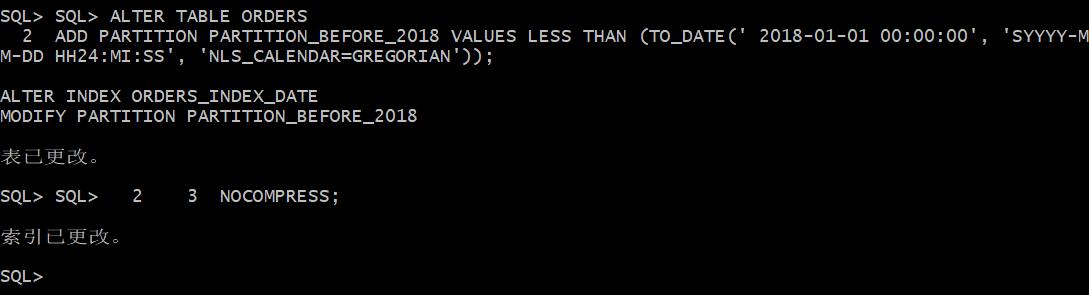 SQL> SQL> ALTER TABLE ORDERS
  2  ADD PARTITION PARTITION_BEFORE_2018 VALUES LESS THAN (TO_DATE(' 2018-01-01 00:00:00', 'SYYYY-M
M-DD HH24:MI:SS', 'NLS_CALENDAR=GREGORIAN'));
ALTER INDEX ORDERS_INDEX_DATE
MODIFY PARTITION PARTITION_BEFORE_2018
表已更改。
SQL> SQL>   2    3  NOCOMPRESS;
索引已更改。
SQL>